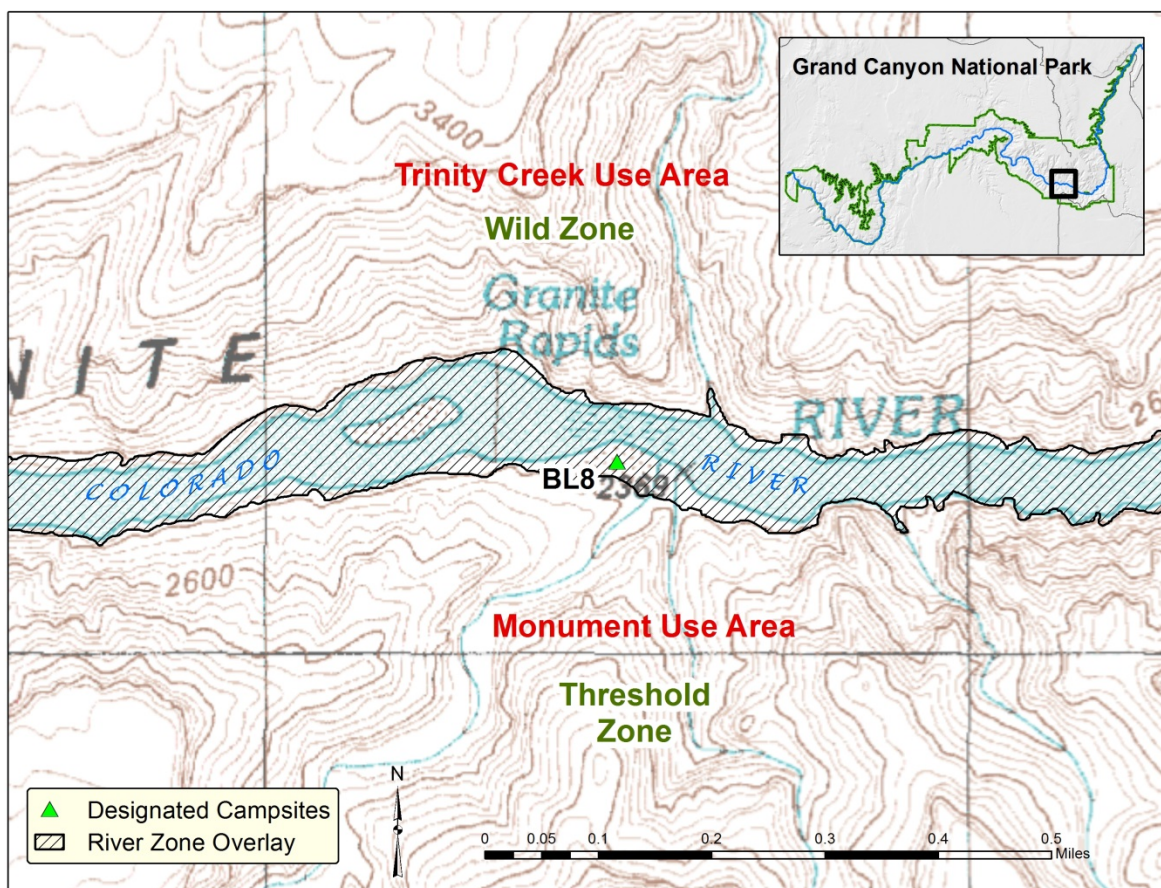 Grand Canyon National Park
3400
Trinity Creek Use Area
Wild Zone
Granite
Rapids
NITE
RIVER
COLORADO
RIVER
BL8
2369
2600
Monument Use Area
Threshold
Zone
N
Designated Campsites
River Zone Overlay
0 0.05 0.1 0.2 0.3 0.4 0.5
Miles